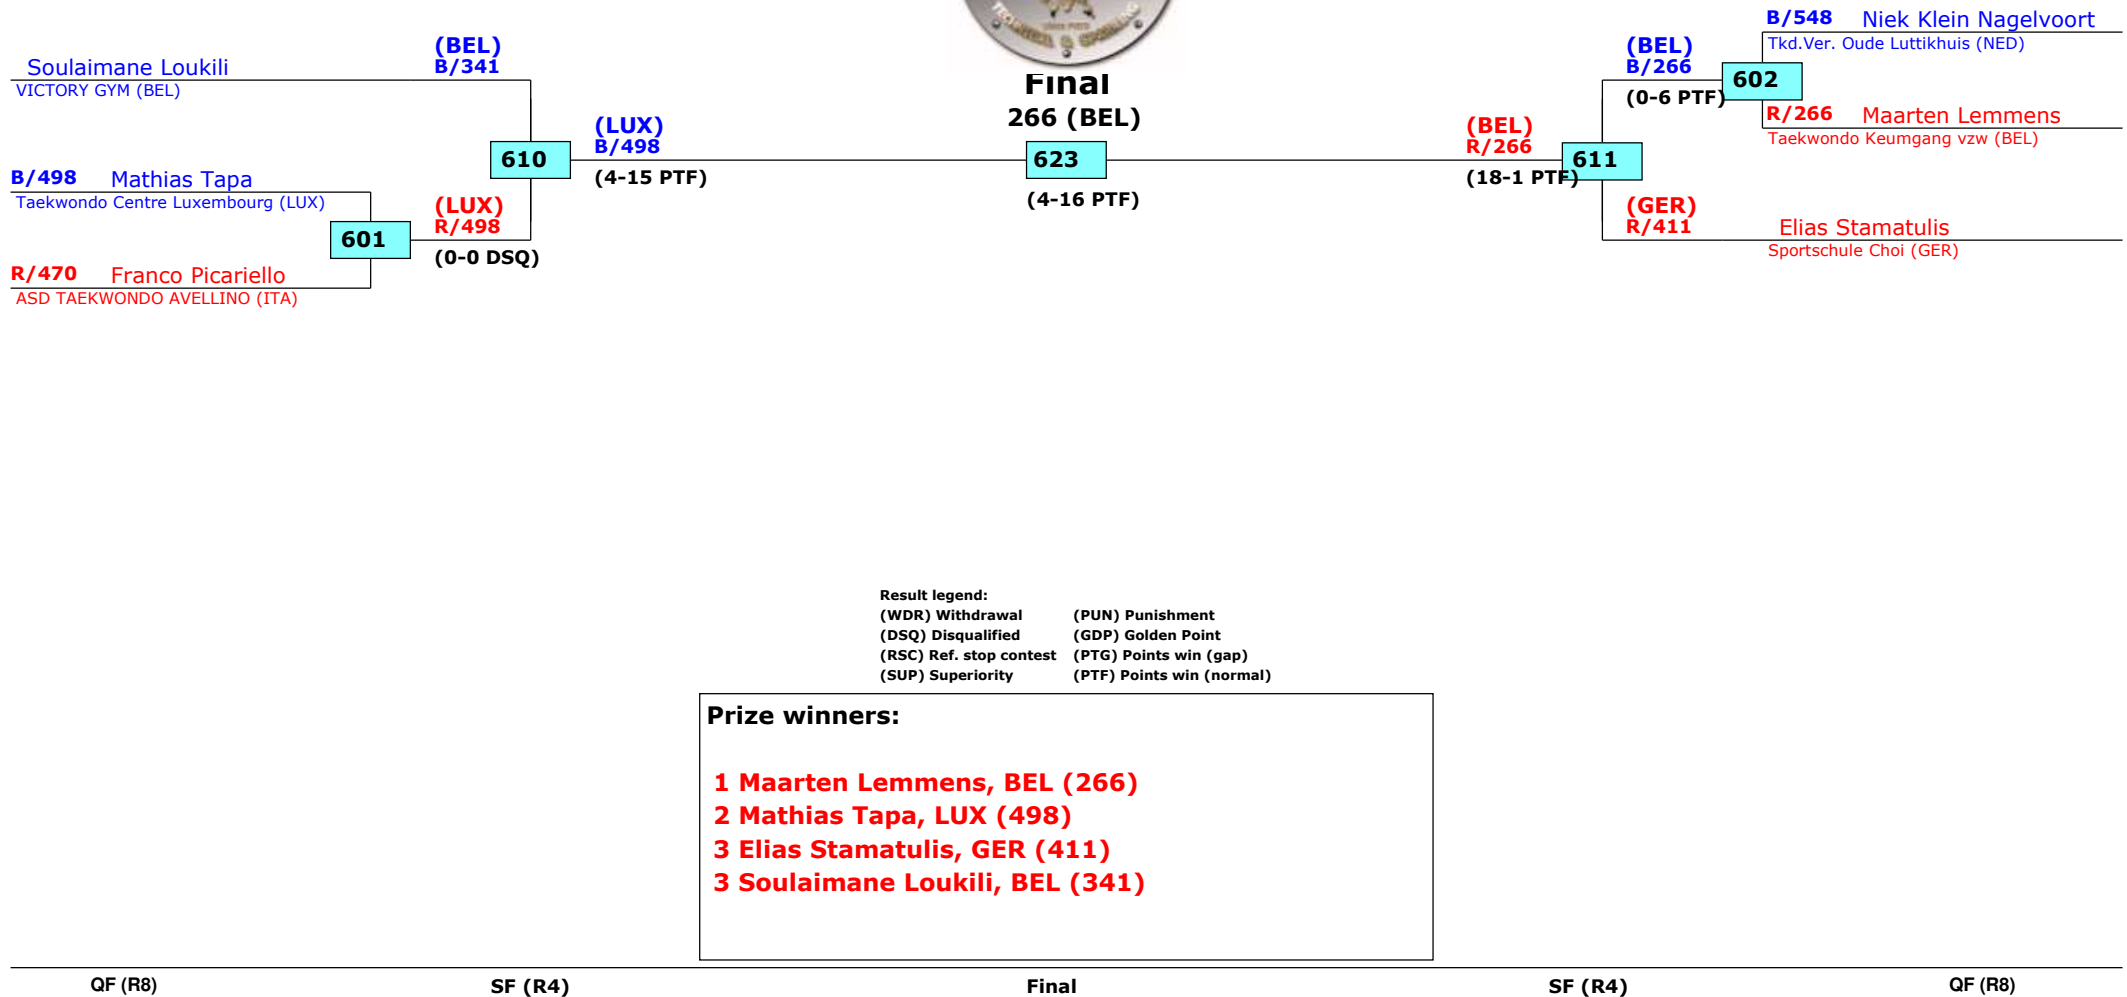 B/548 Niek Klein Nagelvoort
Tkd.Ver. Oude Luttikhuis (NED)
(BEL)
B/341
Soulaimane Loukili
VICTORY GYM (BEL)
Final
266 (BEL)
(BEL)
B/266
602
(0-6 PTF)
R/266 Maarten Lemmens
Taekwondo Keumgang vzw (BEL)
(LUX)
B/498
610
(4-15 PTF)
623
(4-16 PTF)
(BEL)
R/266
611
(18-1 PTF)
B/498 Mathias Tapa
Taekwondo Centre Luxembourg (LUX)
(LUX)
R/498
601
(0-0 DSQ)
(GER)
R/411
Elias Stamatulis
Sportschule Choi (GER)
R/470 Franco Picariello
ASD TAEKWONDO AVELLINO (ITA)
Result legend:
(WDR) Withdrawal (PUN) Punishment
(DSQ) Disqualified (GDP) Golden Point
(RSC) Ref. stop contest (PTG) Points win (gap)
(SUP) Superiority (PTF) Points win (normal)
Prize winners:
1 Maarten Lemmens, BEL (266)
2 Mathias Tapa, LUX (498)
3 Elias Stamatulis, GER (411)
3 Soulaimane Loukili, BEL (341)
QF (R8) SF (R4) Final SF (R4) QF (R8)